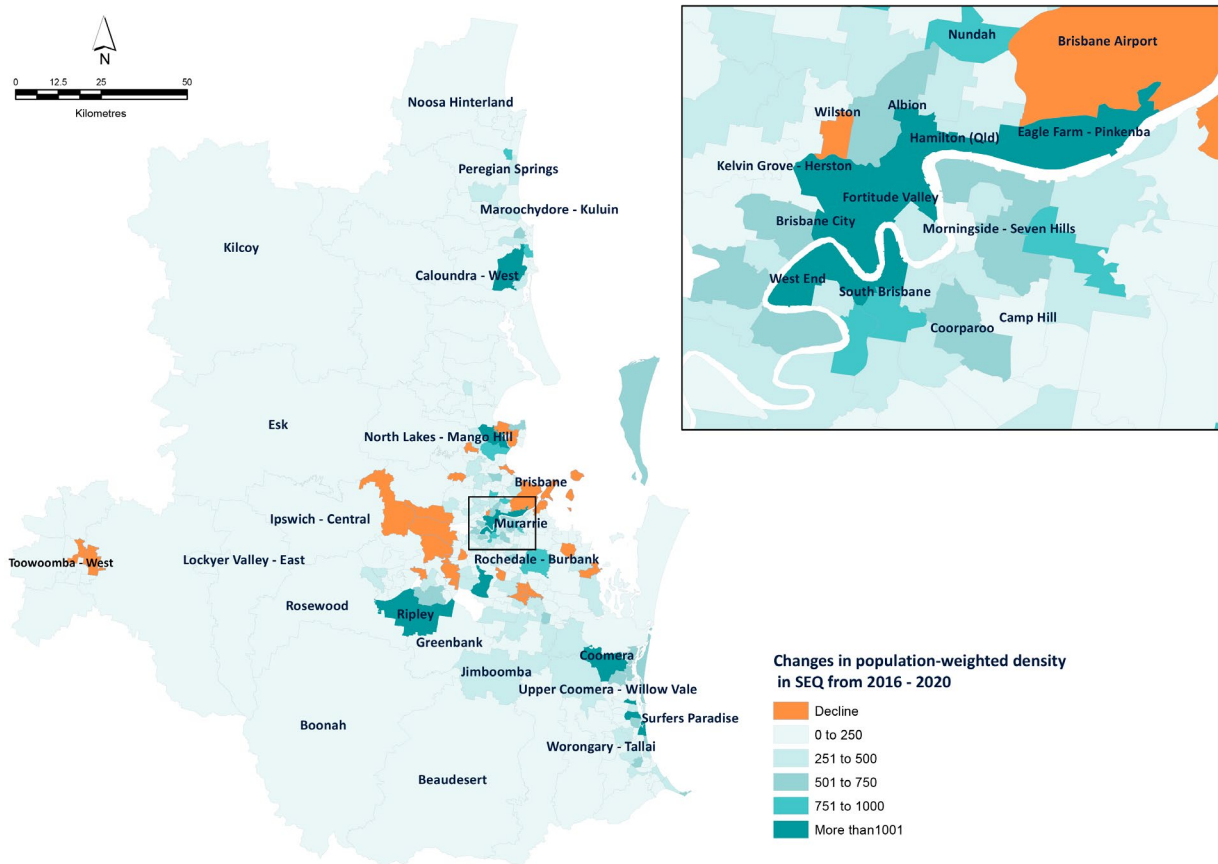 N
0 12.5 25 50
Kilometres
Noosa Hinterland
Peregian Springs
Maroochydore - Kuluin
Kilcoy
Caloundra - West
Esk
North Lakes - Mango Hill
Brisbane
Ipswich - Central
Murarrie
Toowoomba - West
Lockyer Valley - East
Rochedale - Burbank
Rosewood
Ripley
Greenbank
Coomera
Jimboomba
Upper Coomera - Willow Vale
Boonah
Surfers Paradise
Worongary - Tallai
Beaudesert
Nundah
Brisbane Airport
Wilston
Albion
Hamilton (Qld)
Eagle Farm - Pinkenba
Kelvin Grove - Herston
Fortitude Valley
Brisbane City
Morningside - Seven Hills
West End
South Brisbane
Camp Hill
Coorparoo
Changes in population-weighted density
in SEQ from 2016 - 2020
Decline
0 to 250
251 to 500
501 to 750
751 to 1000
More than1001